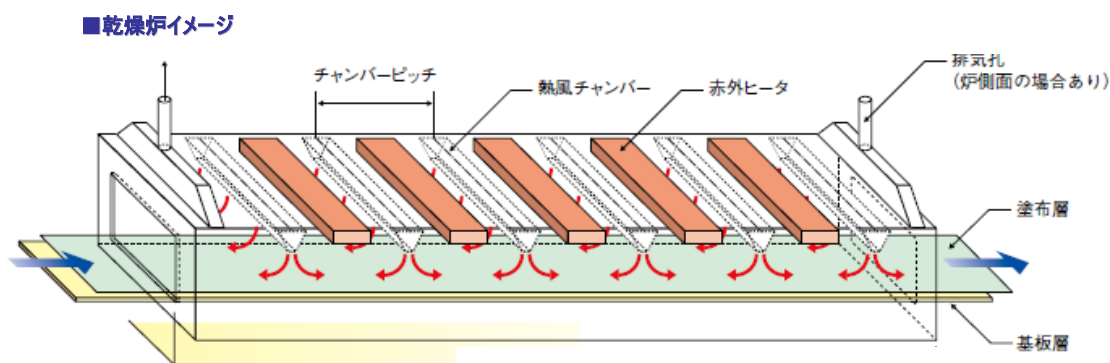 ■乾燥炉イメージ
排気孔
(炉側面の場合あり)
チャンバーピッチ
熱風チャンバー
赤外ヒータ
塗布層
基板層